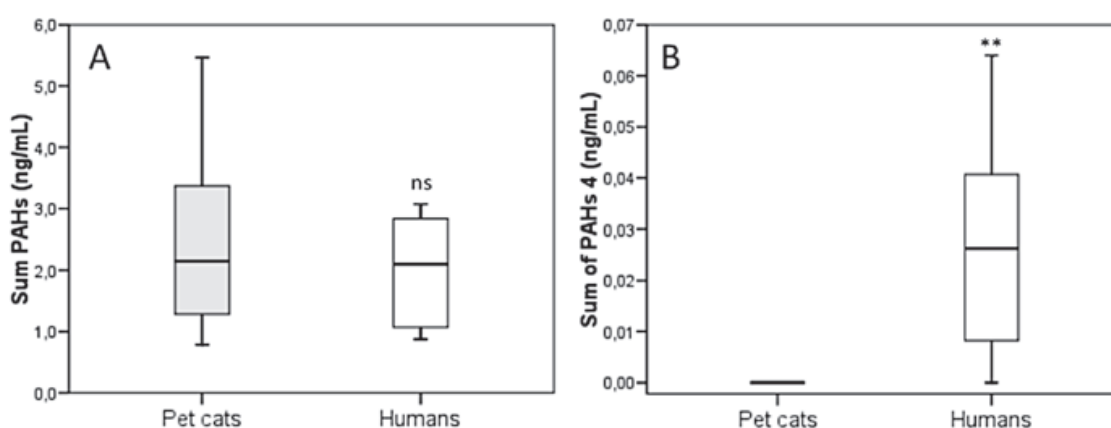 A
Sum PAHs (ng/mL)
6,0
5,0
4,0
3,0
2,0
1,0
0,0
ns
Pet cats
Humans
B
Sum of PAHs 4 (ng/mL)
0,07
0,06
0,05
0,04
0,03
0,02
0,01
0,00
**
Pet cats
Humans